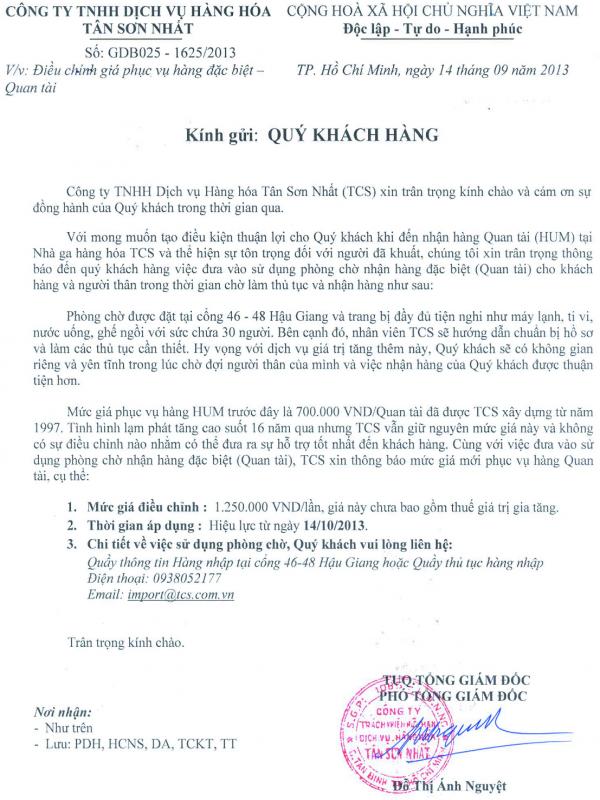 CÔNG TY TNHH DỊCH VỤ HÀNG HÓA
TÂN SƠN NHẤT
CỘNG HOÀ XÃ HỘI CHỦ NGHĨA VIỆT NAM
Độc lập - Tự do - Hạnh phúc
Số: GDB025 - 1625/2013
V/v: Điều chỉnh giá phục vụ hàng đặc biệt –
Quan tài
TP. Hồ Chí Minh, ngày 14 tháng 09 năm 2013
Kính gửi: QUÝ KHÁCH HÀNG
Công ty TNHH Dịch vụ Hàng hóa Tân Sơn Nhất (TCS) xin trân trọng kính chào và cám ơn sự
đồng hành của Quý khách trong thời gian qua.
Với mong muốn tạo điều kiện thuận lợi cho Quý khách khi đến nhận hàng Quan tài (HUM) tại
Nhà ga hàng hóa TCS và thể hiện sự tôn trọng đối với người đã khuất, chúng tôi xin trân trọng thông
báo đến quý khách hàng việc đưa vào sử dụng phòng chờ nhận hàng đặc biệt (Quan tài) cho khách
hàng và người thân trong thời gian chờ làm thủ tục và nhận hàng như sau:
Phòng chờ được đặt tại cổng 46 - 48 Hậu Giang và trang bị đầy đủ tiện nghi như máy lạnh, ti vi,
nước uống, ghế ngồi với sức chứa 30 người. Bên cạnh đó, nhân viên TCS sẽ hướng dẫn chuẩn bị hồ sơ
và làm các thủ tục cần thiết. Hy vọng với dịch vụ giá trị tăng thêm này, Quý khách sẽ có không gian
riêng và yên tĩnh trong lúc chờ đợi người thân của mình và việc nhận hàng của Quý khách được thuận
tiện hơn.
Mức giá phục vụ hàng HUM trước đây là 700.000 VND/Quan tài đã được TCS xây dựng từ năm
1997. Tình hình lạm phát tăng cao suốt 16 năm qua nhưng TCS vẫn giữ nguyên mức giá này và không
có sự điều chỉnh nào nhằm có thể đưa ra sự hỗ trợ tốt nhất đến khách hàng. Cùng với việc đưa vào sử
dụng phòng chờ nhận hàng đặc biệt (Quan tài), TCS xin thông báo mức giá mới phục vụ hàng Quan
tài, cụ thể:
1. Mức giá điều chỉnh : 1.250.000 VND/lần, giá này chưa bao gồm thuế giá trị gia tăng.
2. Thời gian áp dụng : Hiệu lực từ ngày 14/10/2013.
3. Chi tiết về việc sử dụng phòng chờ, Quý khách vui lòng liên hệ:
Quầy thông tin Hàng nhập tại cổng 46-48 Hậu Giang hoặc Quầy thủ tục hàng nhập
Điện thoại: 0938052177
Email: import@tcs.com.vn
Trân trọng kính chào.
TUQ.TỔNG GIÁM ĐỐC
PHÓ TỔNG GIÁM ĐỐC
CÔNG TY
TRÁCH NHIỆM HỮU HẠN
DỊCH VỤ HÀNG HÓA
TÂN SƠN NHẤT
Nơi nhận:
- Như trên
- Lưu: PDH, HCNS, DA, TCKT, TT
Đỗ Thị Ánh Nguyệt